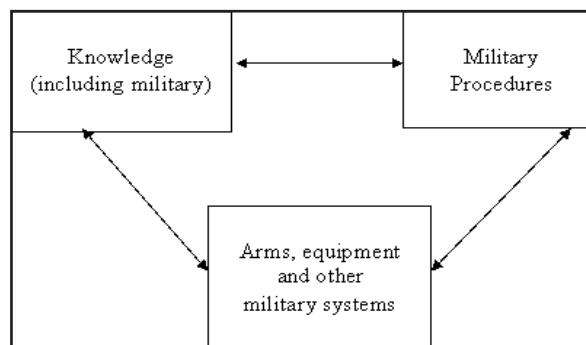 Knowledge
(including military)
Military
Procedures
Arms, equipment
and other
military systems